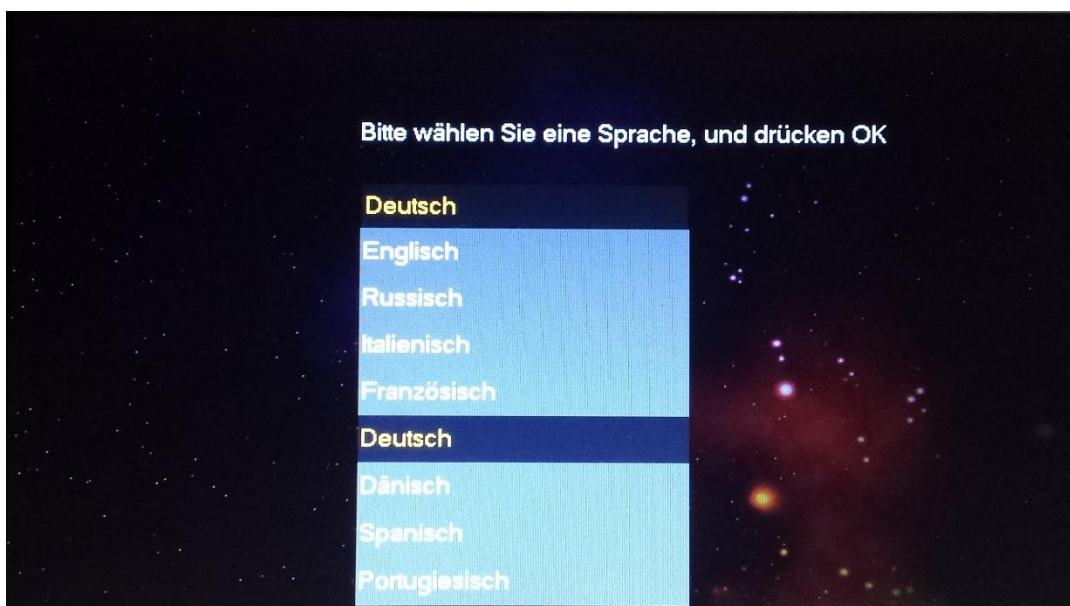 Bitte wählen Sie eine Sprache, und drücken OK
Deutsch
Englisch
Russisch
Italienisch
Französisch
Deutsch
Dänisch
Spanisch
Portugiesisch